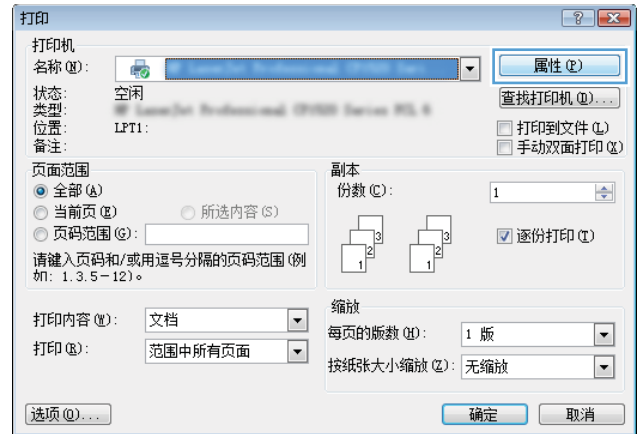 打印
打印机
名称(N):
属性(P)
状态: 空闲
查找打印机(D)...
类型:
位置: LPT1:
打印到文件(L)
备注:
手动双面打印(X)
页面范围
副本
全部(A)
份数(C): 1
当前页(E) 所选内容(S)
页码范围(G):
逐份打印(T)
请键入页码和/或用逗号分隔的页码范围(例
如: 1.3.5-12)。
3 3
2 2
1 1
缩放
打印内容(W): 文档
每页的版数(H): 1 版
打印(R): 范围中所有页面
按纸张大小缩放(Z): 无缩放
选项(O)... 确定 取消